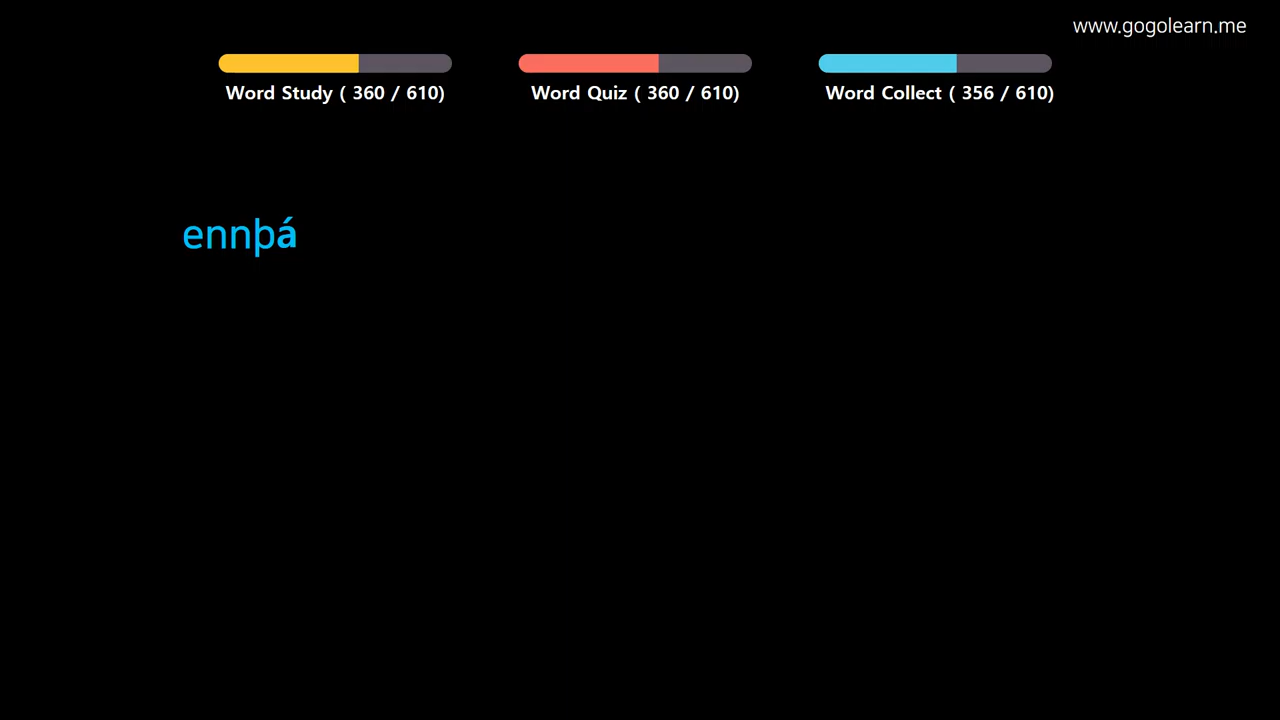 www.gogolearn.me
Word Study ( 360 / 610)
Word Quiz ( 360 / 610)
Word Collect ( 356 / 610)
ennþá